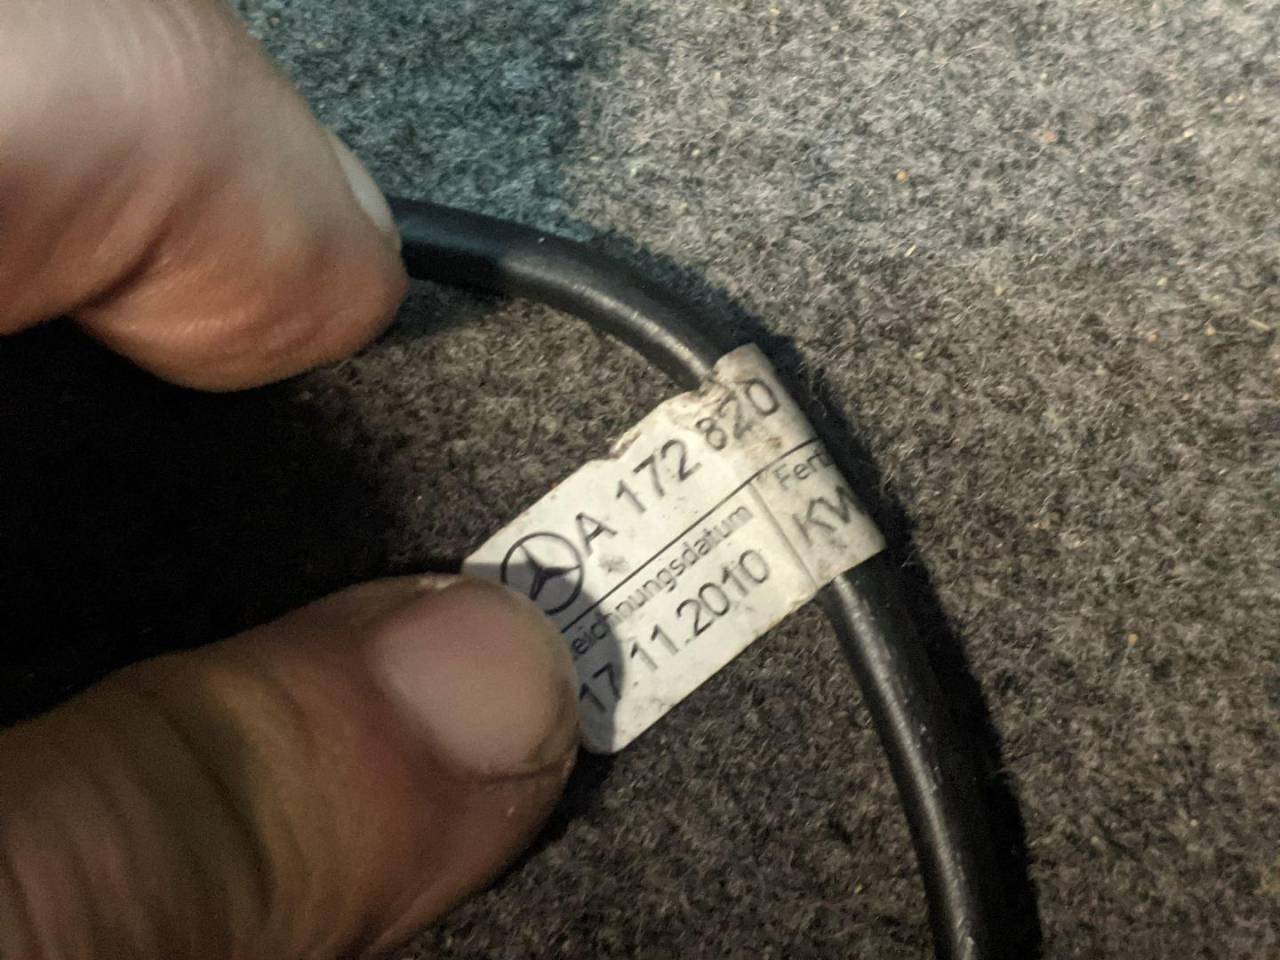 A 172 820
eichnungsdatum
Fert
17.11.2010
KW